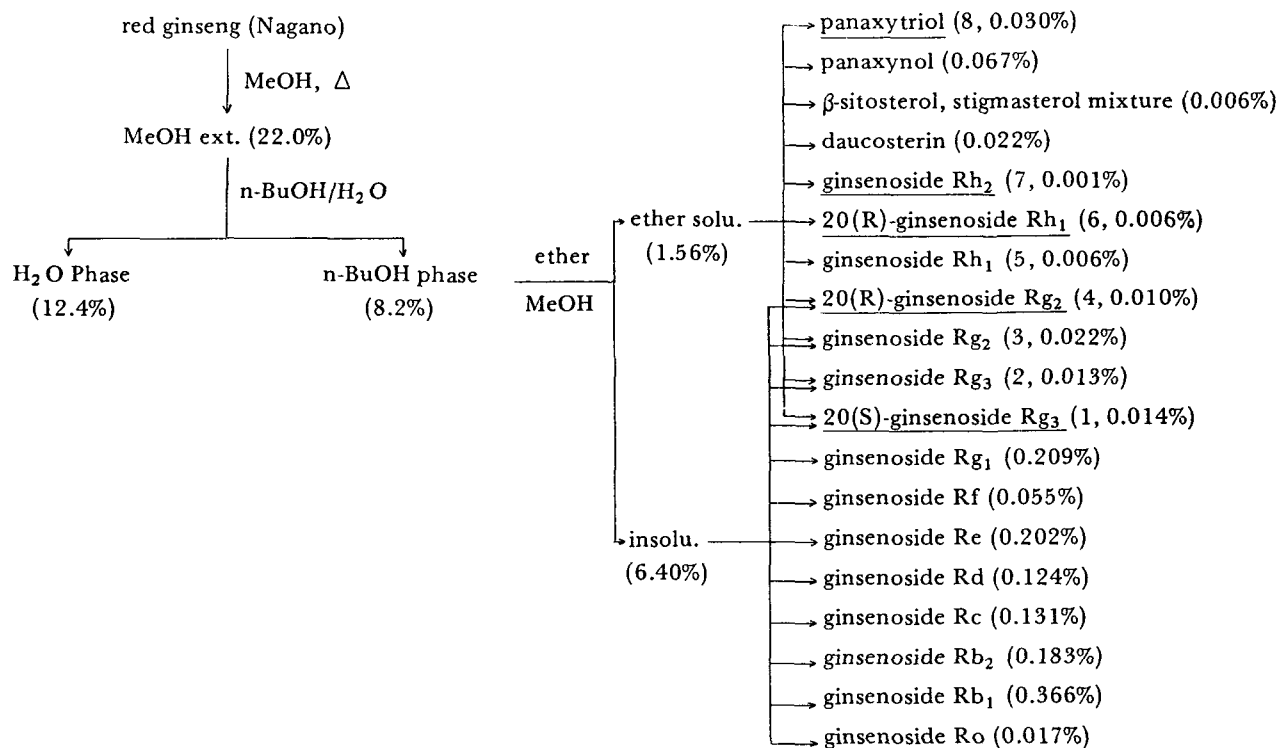 red ginseng (Nagano)
MeOH, Δ
MeOH ext. (22.0%)
n-BuOH/H₂O
H₂O Phase
(12.4%)
n-BuOH phase
(8.2%)
ether
MeOH
ether solu.
(1.56%)
insolu.
(6.40%)
panaxytriol (8, 0.030%)
panaxynol (0.067%)
β-sitosterol, stigmasterol mixture (0.006%)
daucosterin (0.022%)
ginsenoside Rh₂ (7, 0.001%)
20(R)-ginsenoside Rh₁ (6, 0.006%)
ginsenoside Rh₁ (5, 0.006%)
20(R)-ginsenoside Rg₂ (4, 0.010%)
ginsenoside Rg₂ (3, 0.022%)
ginsenoside Rg₃ (2, 0.013%)
20(S)-ginsenoside Rg₃ (1, 0.014%)
ginsenoside Rg₁ (0.209%)
ginsenoside Rf (0.055%)
ginsenoside Re (0.202%)
ginsenoside Rd (0.124%)
ginsenoside Rc (0.131%)
ginsenoside Rb₂ (0.183%)
ginsenoside Rb₁ (0.366%)
ginsenoside Ro (0.017%)